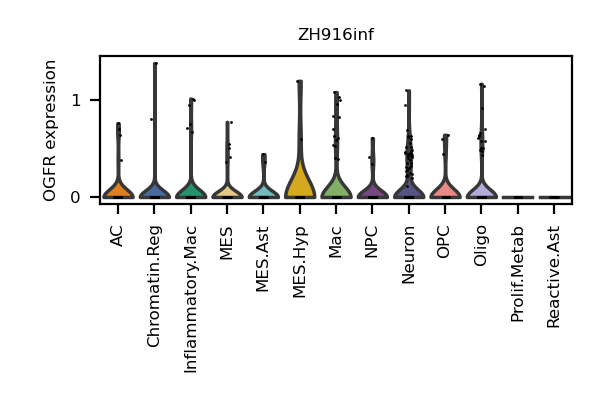 ZH916inf
OGFR expression
1
0
AC
Chromatin.Reg
Inflammatory.Mac
MES
MES.Ast
MES.Hyp
Mac
NPC
Neuron
OPC
Oligo
Prolif.Metab
Reactive.Ast